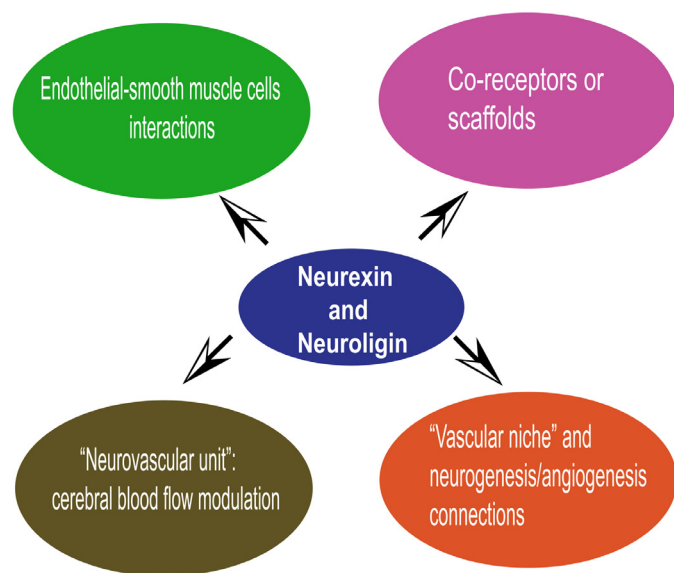 Endothelial-smooth muscle cells
interactions
Co-receptors or
scaffolds
Neurexin
and
Neuroligin
“Neurovascular unit”:
cerebral blood flow modulation
“Vascular niche” and
neurogenesis/angiogenesis
connections